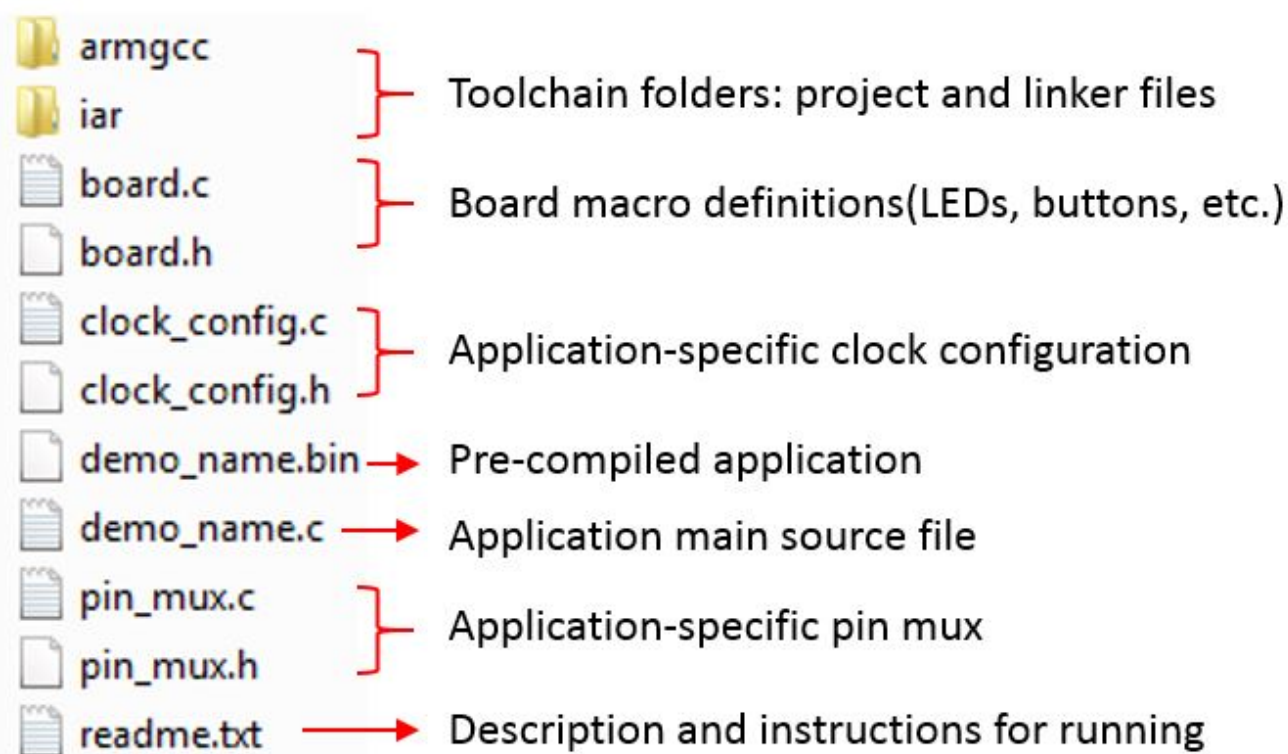 armgcc
iar
Toolchain folders: project and linker files
board.c
board.h
Board macro definitions(LEDs, buttons, etc.)
clock_config.c
clock_config.h
Application-specific clock configuration
demo_name.bin Pre-compiled application
demo_name.c Application main source file
pin_mux.c
pin_mux.h
Application-specific pin mux
readme.txt Description and instructions for running